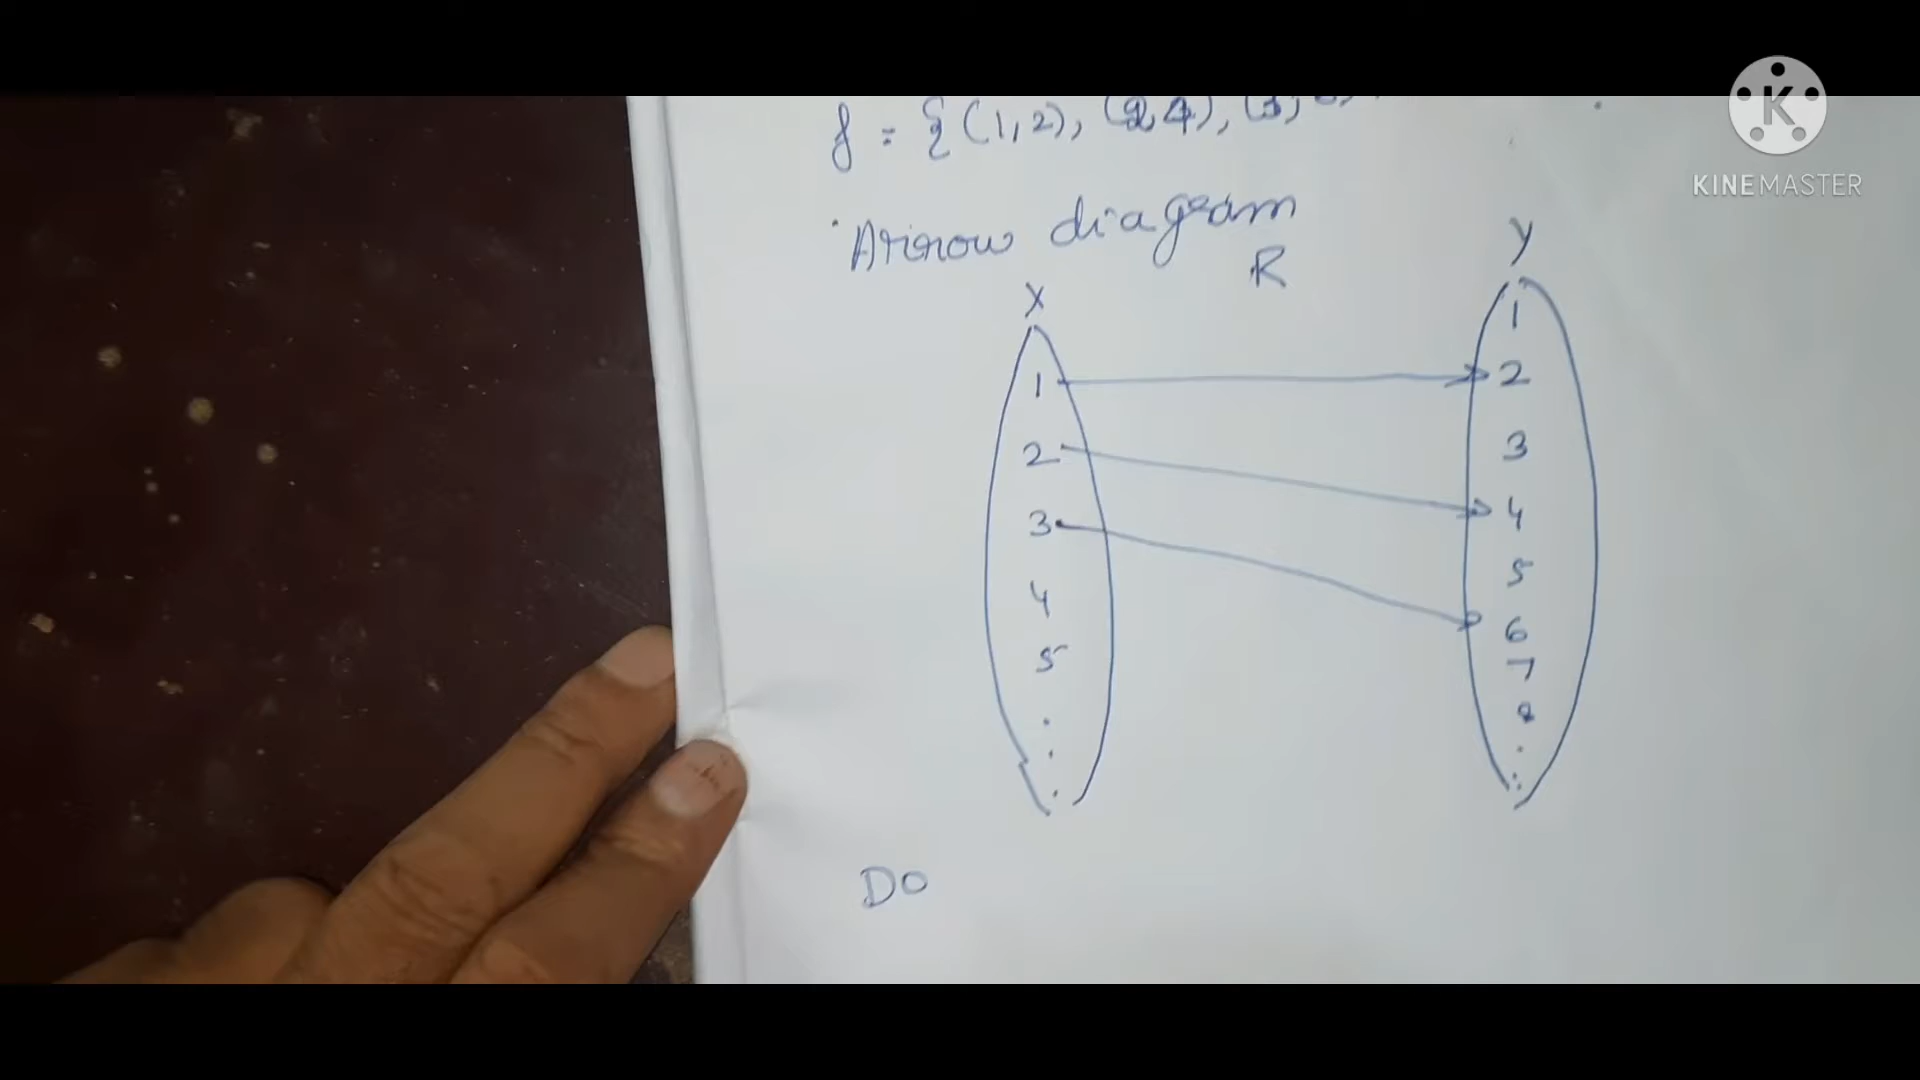 f = {(1,2), (2,4), (3,
Arrow diagram
R
X
Y
1
2
3
4
5
.
.
.
1
2
3
4
5
6
7
8
.
.
.
Do
K
KINEMASTER